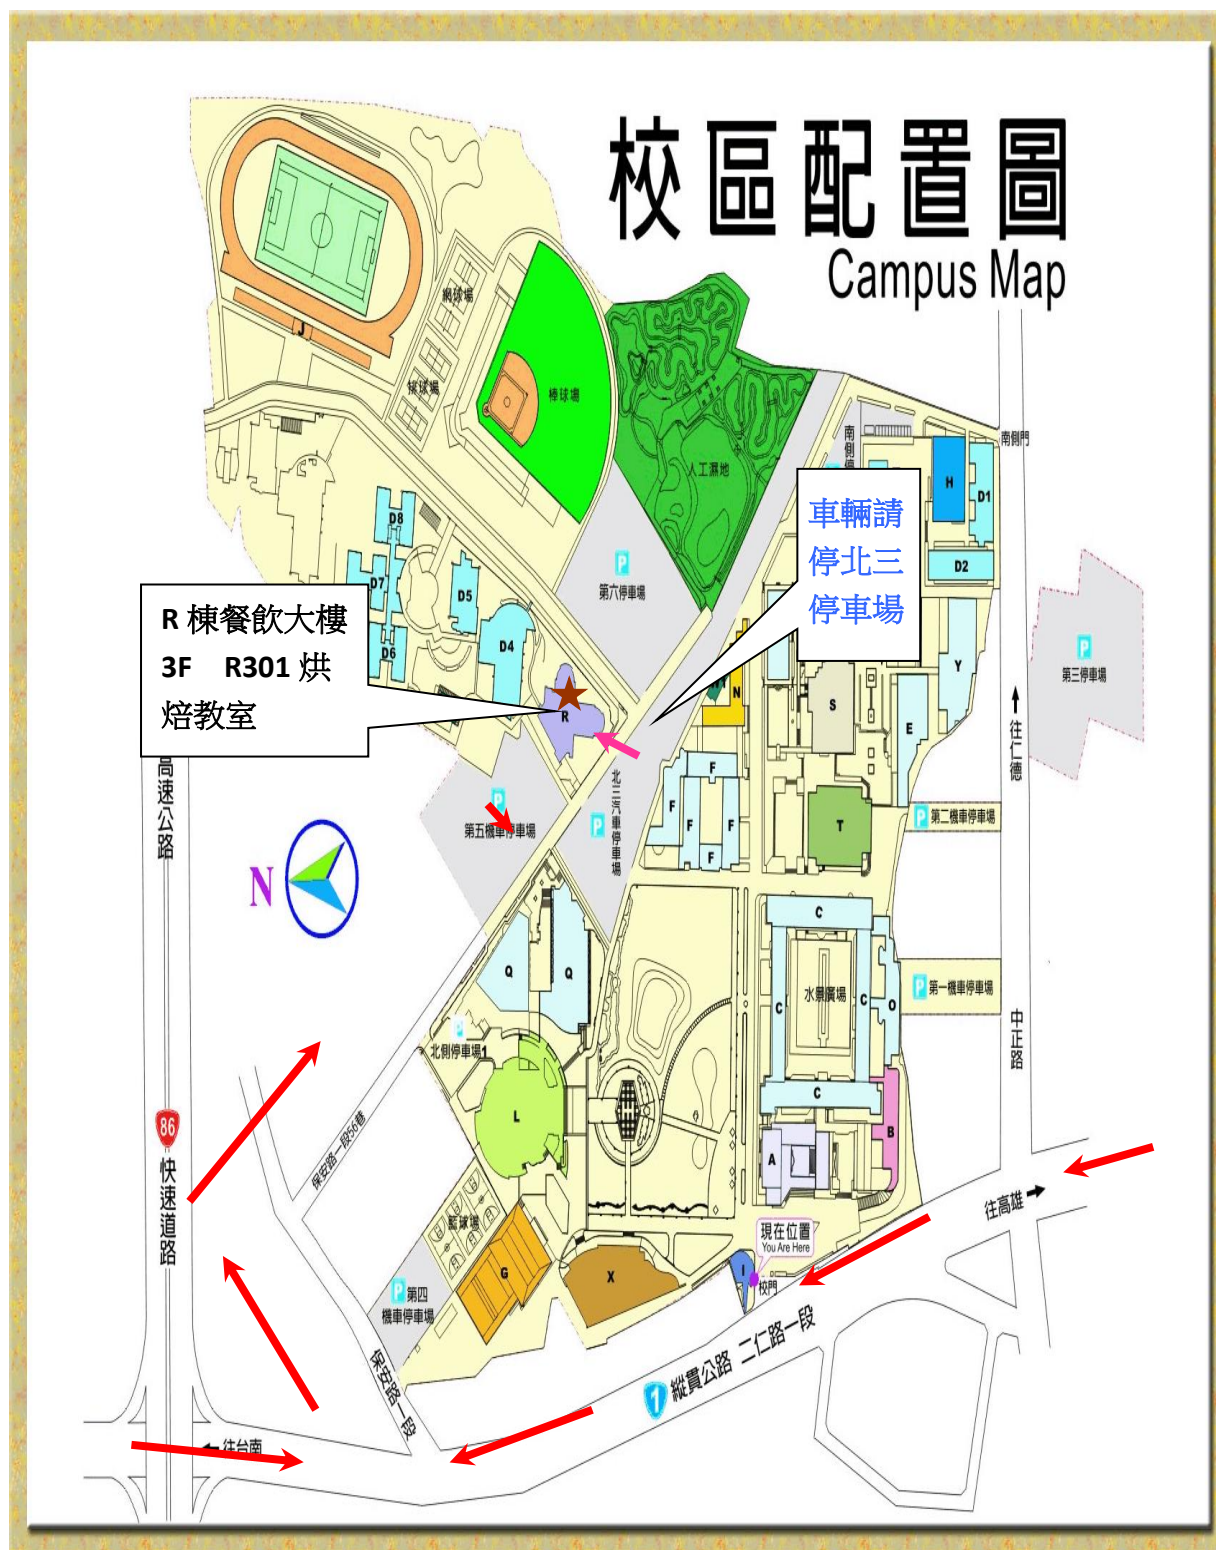 校區配置圖
Campus Map
網球場
J
排球場
棒球場
人工濕地
南側停
南側門
H
D1
D2
車輛請
停北三
停車場
D8
D7
D5
D6
D4
P
第六停車場
R 棟餐飲大樓
3F R301 烘
焙教室
R
N
S
Y
E
P
第三停車場
往仁德
高速公路
P
第五機車停車場
P
北三汽車停車場
F
F
F
F
F
T
P 第二機車停車場
N
C
Q
Q
水景廣場
C
C
O
P 第一機車停車場
中正路
P
北側停車場1
L
C
B
A
86
快速道路
保安路一段56巷
籃球場
往高雄
現在位置
You Are Here
I
校門
G
X
P 第四
機車停車場
保安路一段
1 縱貫公路 二仁路一段
往台南